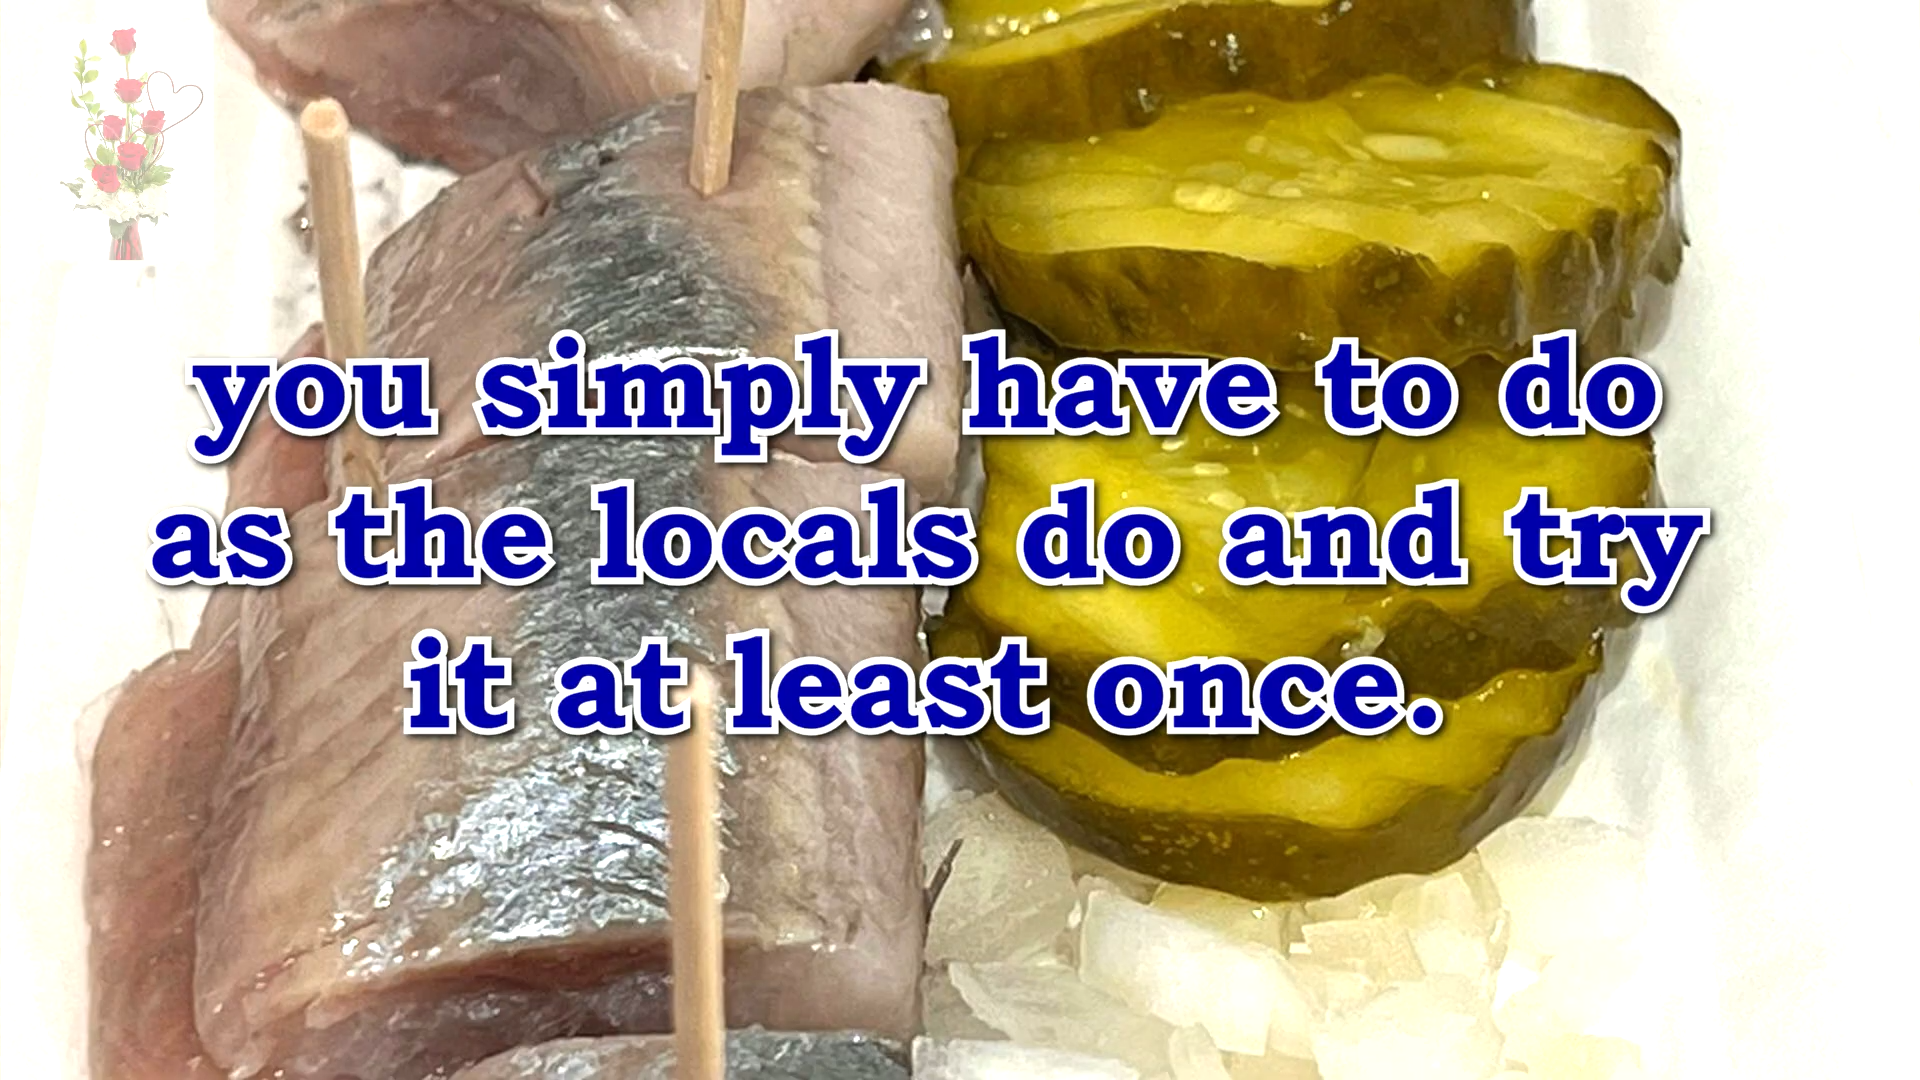 you simply have to do
as the locals do and try
it at least once.